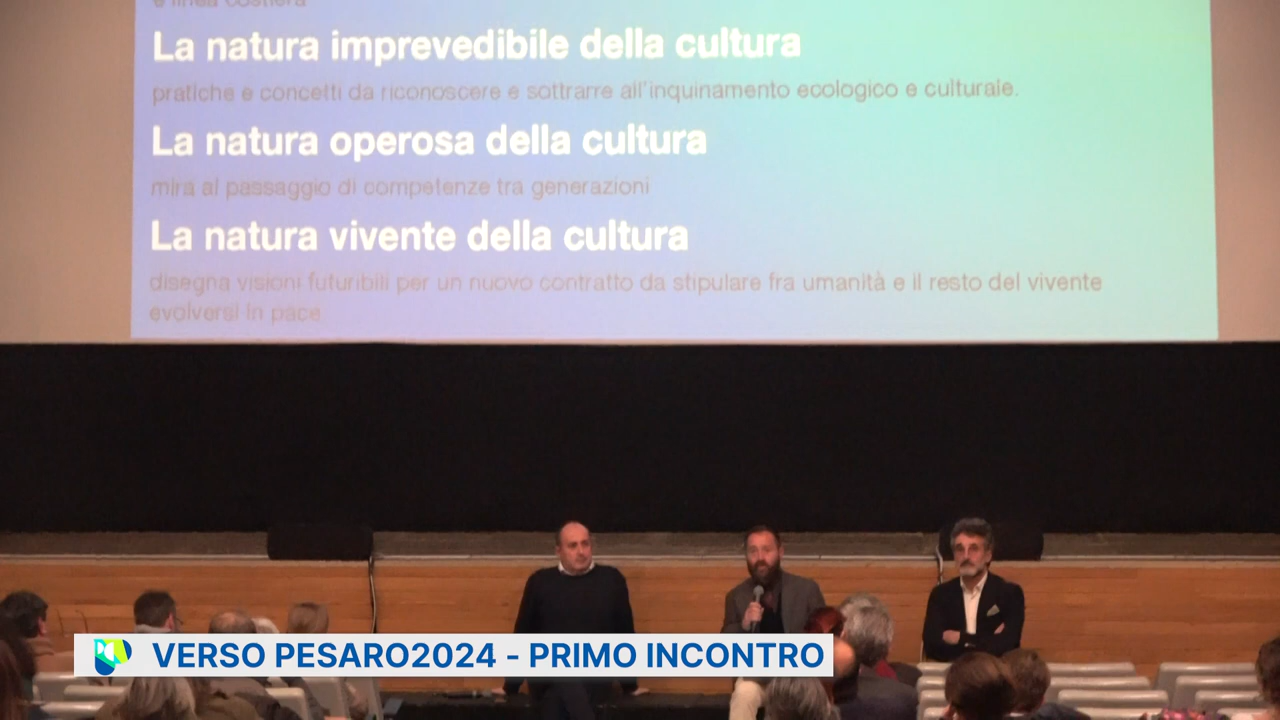 e linea costiera
La natura imprevedibile della cultura
pratiche e concetti da riconoscere e sottrarre all'inquinamento ecologico e culturale.
La natura operosa della cultura
mira al passaggio di competenze tra generazioni
La natura vivente della cultura
disegna visioni futuribili per un nuovo contratto da stipulare fra umanità e il resto del vivente
evolversi in pace
VERSO PESARO2024 - PRIMO INCONTRO